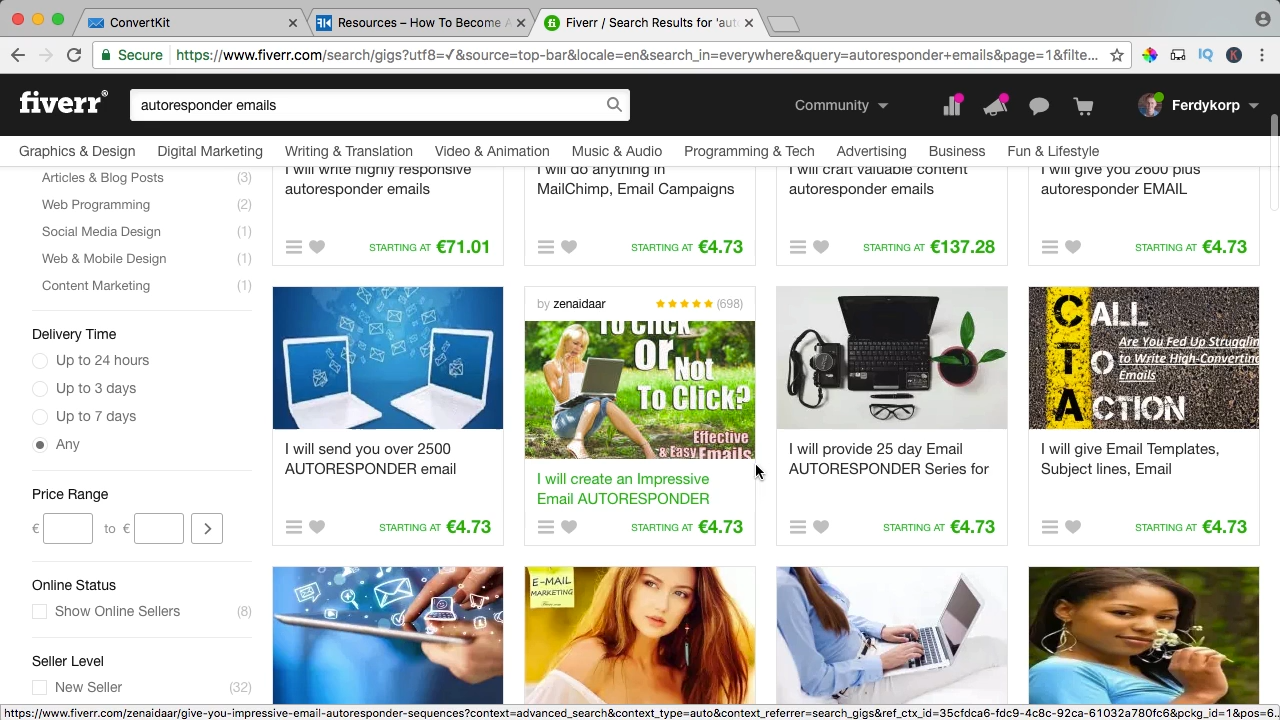 ConvertKit
Resources – How To Become A
Fiverr / Search Results for 'auto
Secure
https://www.fiverr.com/search/gigs?utf8=✓&source=top-bar&locale=en&search_in=everywhere&query=autoresponder+emails&page=1&filte...
fiverr®
autoresponder emails
Community
Ferdykorp
Graphics & Design
Digital Marketing
Writing & Translation
Video & Animation
Music & Audio
Programming & Tech
Advertising
Business
Fun & Lifestyle
Articles & Blog Posts (3)
Web Programming (2)
Social Media Design (1)
Web & Mobile Design (1)
Content Marketing (1)
Delivery Time
Up to 24 hours
Up to 3 days
Up to 7 days
Any
Price Range
€ to €
Online Status
Show Online Sellers (8)
Seller Level
New Seller (32)
I will write highly responsive
autoresponder emails
STARTING AT €71.01
I will do anything in
MailChimp, Email Campaigns
STARTING AT €4.73
I will craft valuable content
autoresponder emails
STARTING AT €137.28
I will give you 2600 plus
autoresponder EMAIL
STARTING AT €4.73
I will send you over 2500
AUTORESPONDER email
STARTING AT €4.73
by zenaidaar (698)
To Click
or Not
To Click?
Effective
& Easy Emails
I will create an Impressive
Email AUTORESPONDER
STARTING AT €4.73
I will provide 25 day Email
AUTORESPONDER Series for
STARTING AT €4.73
CALL
TO
ACTION
Are You Fed Up Strugglin
to Write High-Converting
Emails
I will give Email Templates,
Subject lines, Email
STARTING AT €4.73
E-MAIL
MARKETING
https://www.fiverr.com/zenaidaar/give-you-impressive-email-autoresponder-sequences?context=advanced_search&context_type=auto&context_referrer=search_gigs&ref_ctx_id=35cfdca6-fdc9-4c8c-92ca-61032a780fc6&pckg_id=1&pos=6...